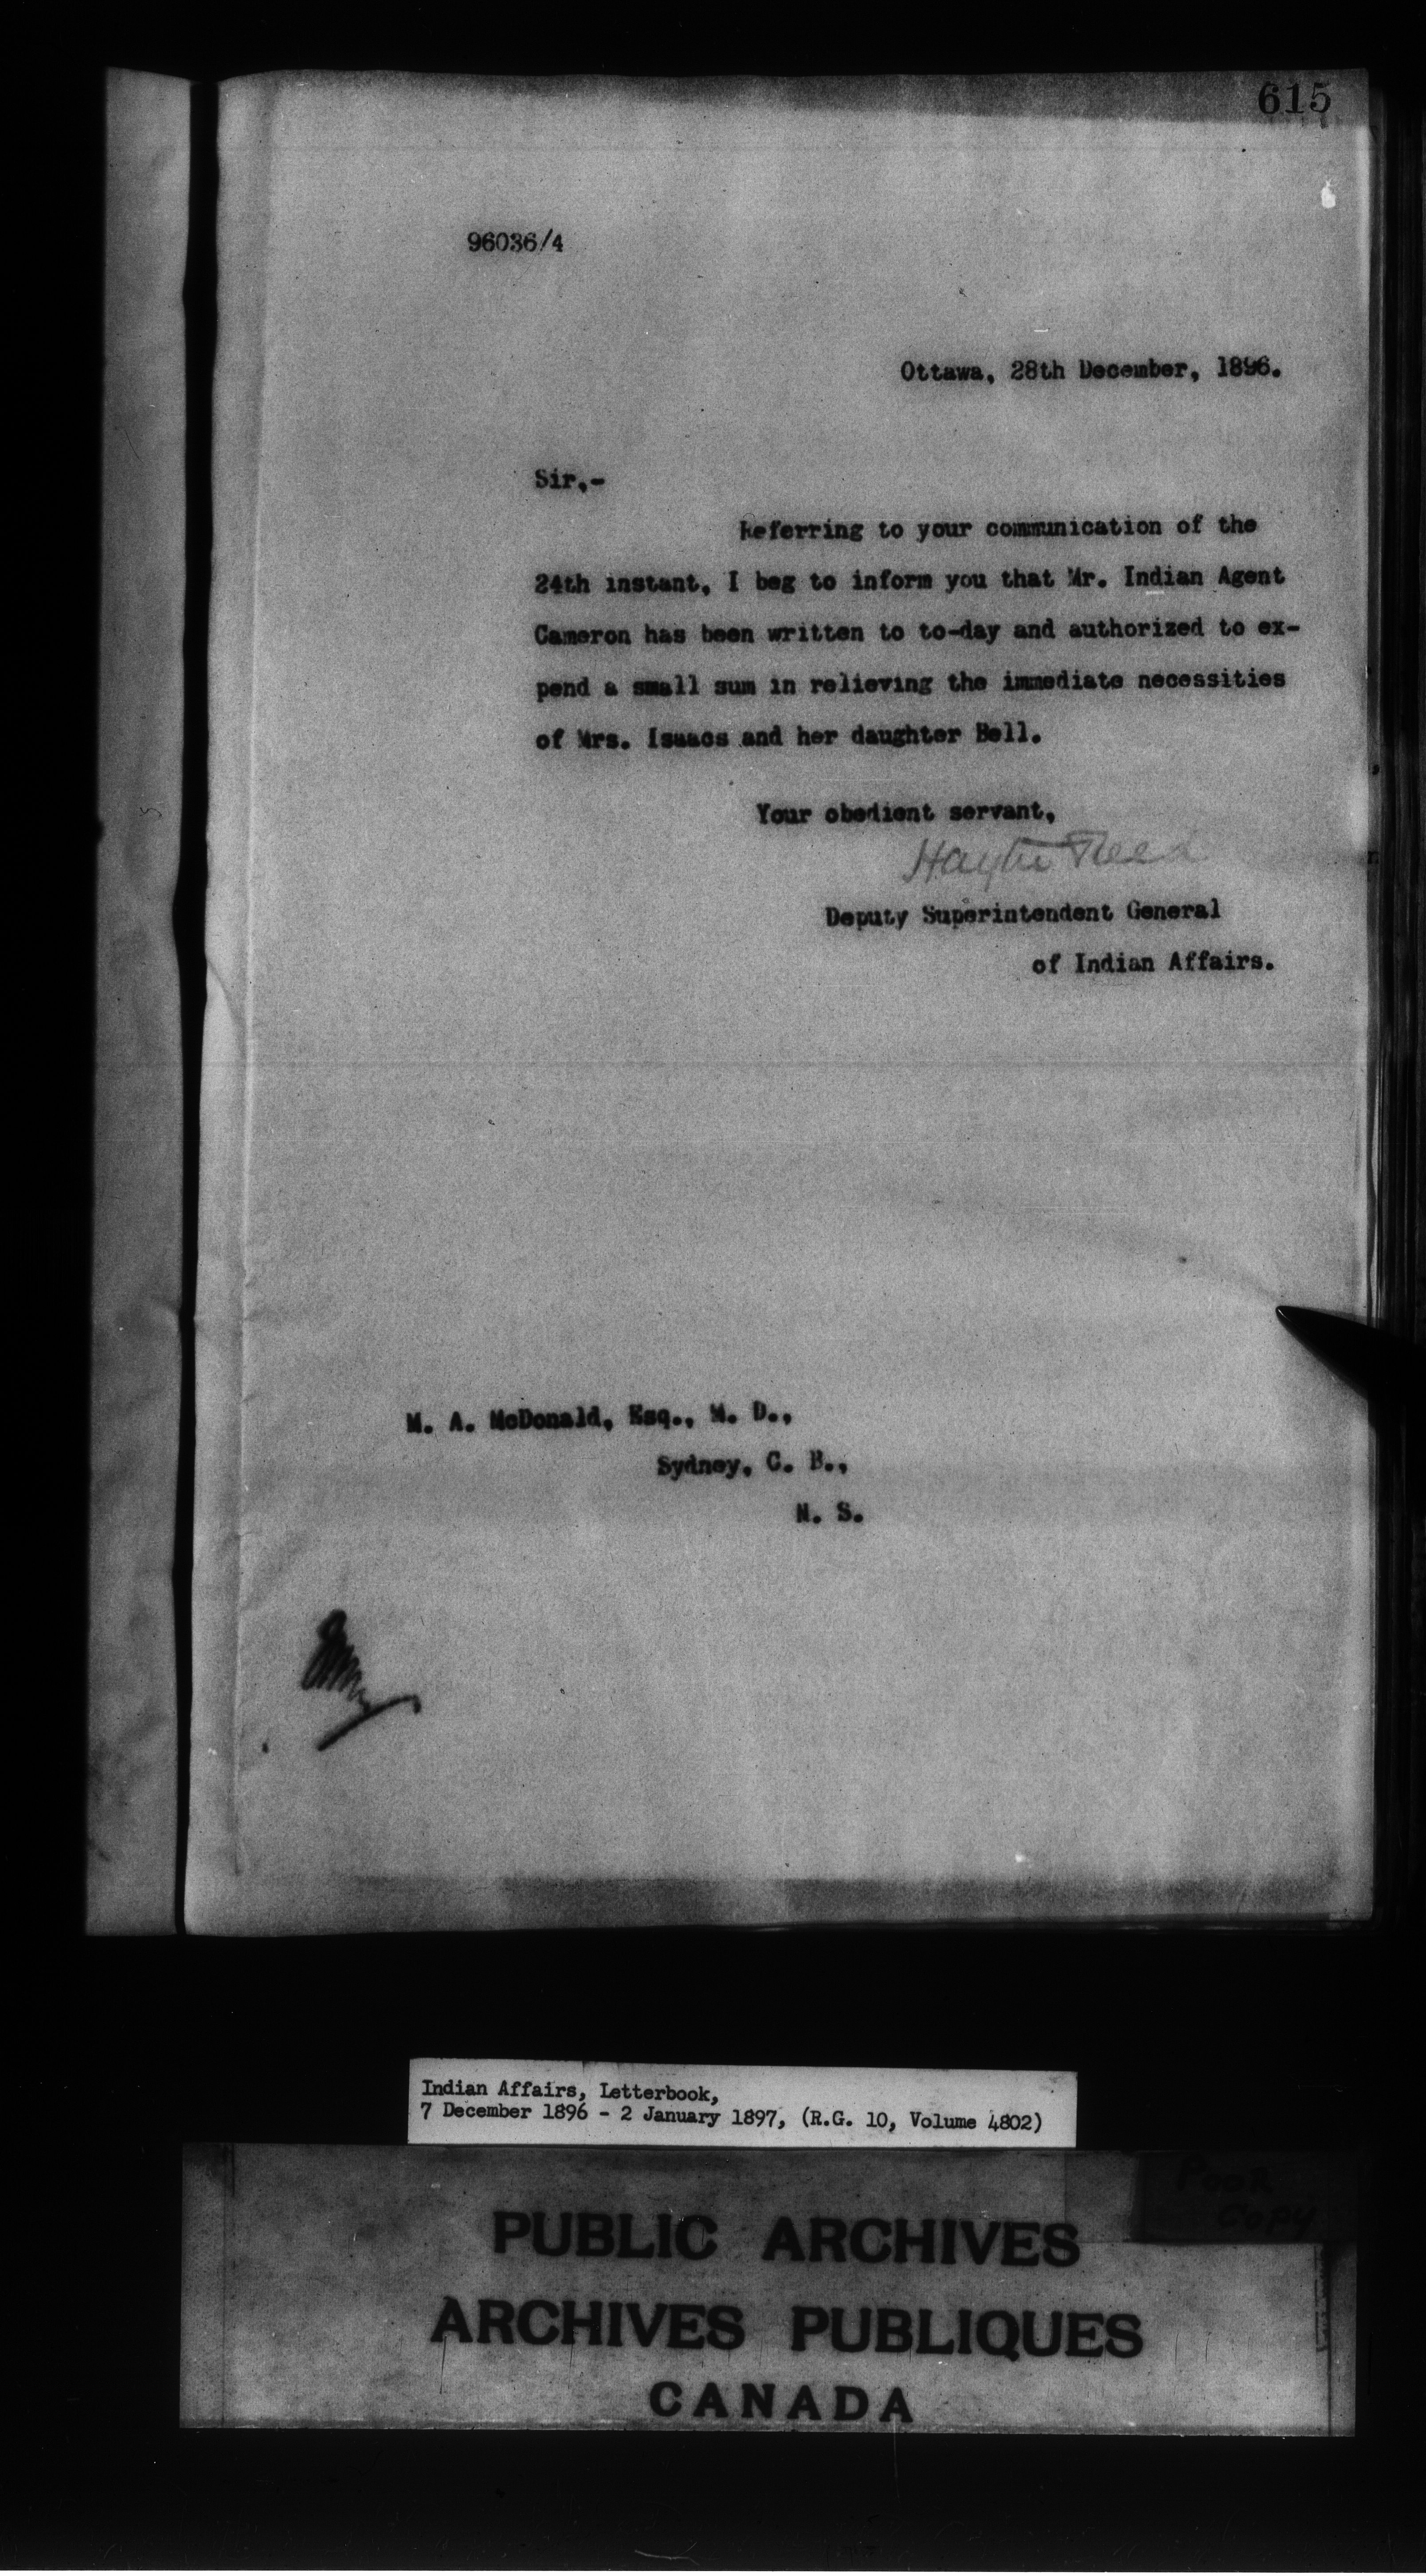 615
96036/4
Ottawa, 28th December, 1896.
Sir,-
Referring to your communication of the
24th instant, I beg to inform you that Mr. Indian Agent
Cameron has been written to to-day and authorized to ex-
pend a small sum in relieving the immediate necessities
of Mrs. Isaacs and her daughter Bell.
Your obedient servant,
Hayter Reed
Deputy Superintendent General
of Indian Affairs.
M. A. McDonald, Esq., M. D.,
Sydney, C. B.,
N. S.
Indian Affairs, Letterbook,
7 December 1896 - 2 January 1897, (R.G. 10, Volume 4802)
POOR
COPY
PUBLIC ARCHIVES
ARCHIVES PUBLIQUES
CANADA